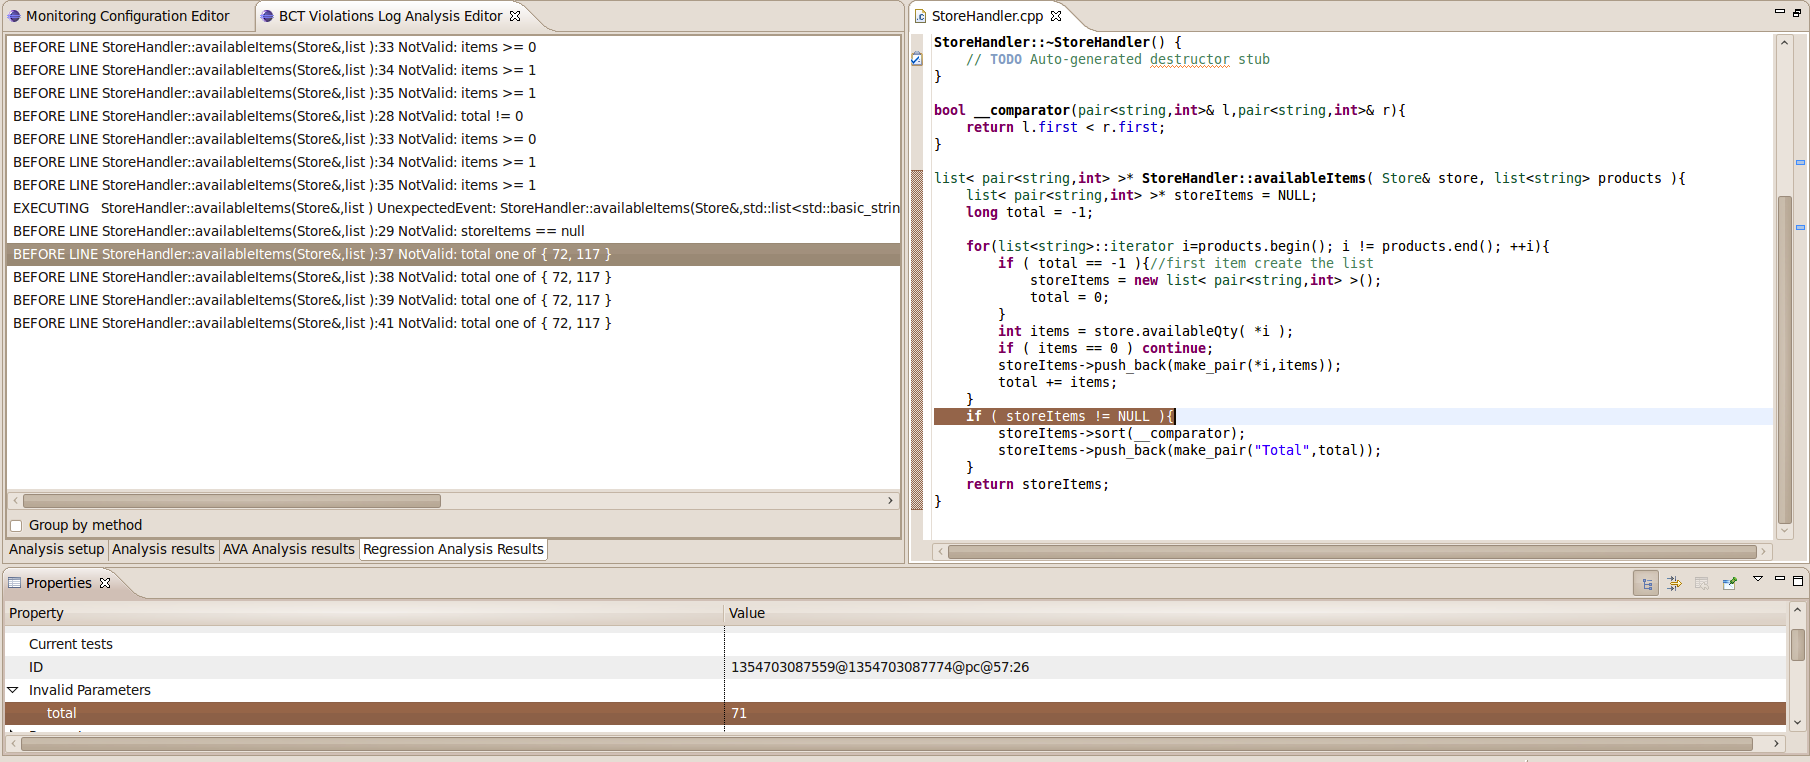 Monitoring Configuration Editor
BCT Violations Log Analysis Editor
BEFORE LINE StoreHandler::availableItems(Store&,list ):33 NotValid: items >= 0
BEFORE LINE StoreHandler::availableItems(Store&,list ):34 NotValid: items >= 1
BEFORE LINE StoreHandler::availableItems(Store&,list ):35 NotValid: items >= 1
BEFORE LINE StoreHandler::availableItems(Store&,list ):28 NotValid: total != 0
BEFORE LINE StoreHandler::availableItems(Store&,list ):33 NotValid: items >= 0
BEFORE LINE StoreHandler::availableItems(Store&,list ):34 NotValid: items >= 1
BEFORE LINE StoreHandler::availableItems(Store&,list ):35 NotValid: items >= 1
EXECUTING StoreHandler::availableItems(Store&,list ) UnexpectedEvent: StoreHandler::availableItems(Store&,std::list<std::basic_strin
BEFORE LINE StoreHandler::availableItems(Store&,list ):29 NotValid: storeItems == null
BEFORE LINE StoreHandler::availableItems(Store&,list ):37 NotValid: total one of { 72, 117 }
BEFORE LINE StoreHandler::availableItems(Store&,list ):38 NotValid: total one of { 72, 117 }
BEFORE LINE StoreHandler::availableItems(Store&,list ):39 NotValid: total one of { 72, 117 }
BEFORE LINE StoreHandler::availableItems(Store&,list ):41 NotValid: total one of { 72, 117 }
Group by method
Analysis setup Analysis results AVA Analysis results Regression Analysis Results
StoreHandler.cpp
StoreHandler::~StoreHandler() {
// TODO Auto-generated destructor stub
}
bool __comparator(pair<string,int>& l,pair<string,int>& r){
return l.first < r.first;
}
list< pair<string,int> >* StoreHandler::availableItems( Store& store, list<string> products ){
list< pair<string,int> >* storeItems = NULL;
long total = -1;
for(list<string>::iterator i=products.begin(); i != products.end(); ++i){
if ( total == -1 ){//first item create the list
storeItems = new list< pair<string,int> >();
total = 0;
}
int items = store.availableQty( *i );
if ( items == 0 ) continue;
storeItems->push_back(make_pair(*i,items));
total += items;
}
if ( storeItems != NULL ){
storeItems->sort(__comparator);
storeItems->push_back(make_pair("Total",total));
}
return storeItems;
}
Properties
Property Value
Current tests
ID 1354703087559@1354703087774@pc@57:26
Invalid Parameters
total 71